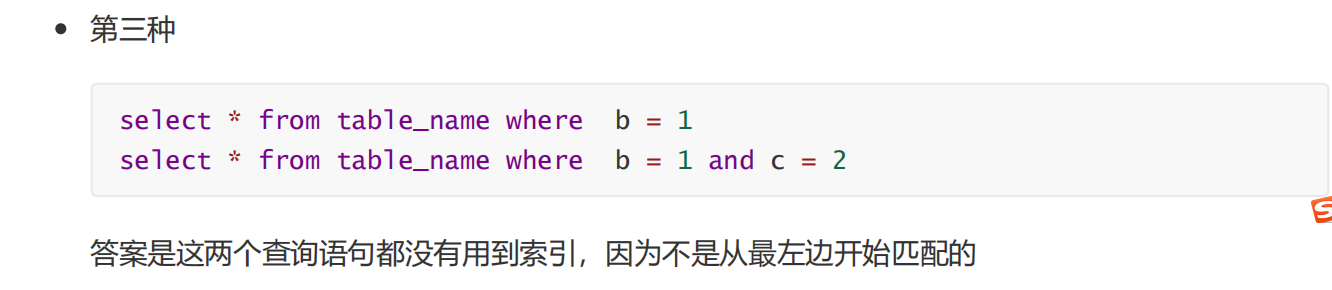 第三种
select * from table_name where  b = 1
select * from table_name where  b = 1 and c = 2
答案是这两个查询语句都没有用到索引，因为不是从最左边开始匹配的